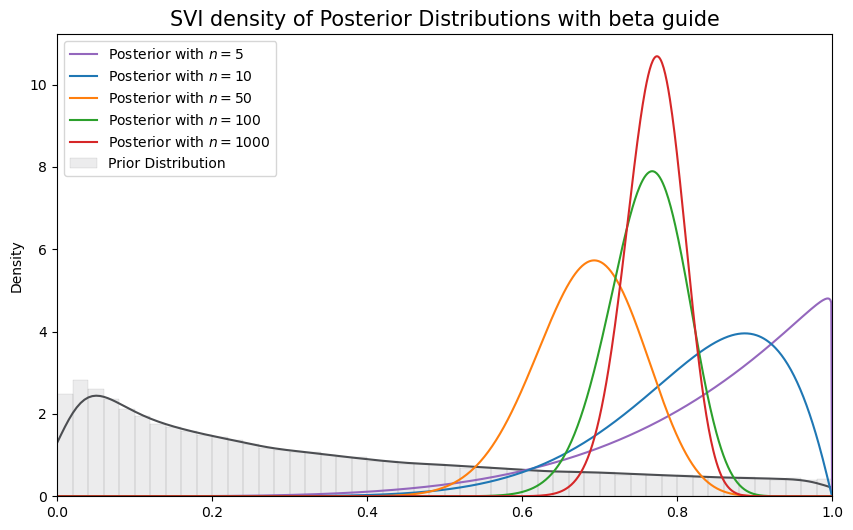 SVI density of Posterior Distributions with beta guide
Posterior with n = 5
Posterior with n = 10
Posterior with n = 50
Posterior with n = 100
Posterior with n = 1000
Prior Distribution
Density
10
8
6
4
2
0
0.0 0.2 0.4 0.6 0.8 1.0